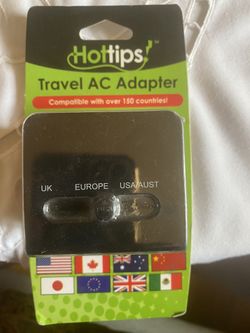 Hottips!
Travel AC Adapter
Compatible with over 150 countries!
UK EUROPE USA/AUST